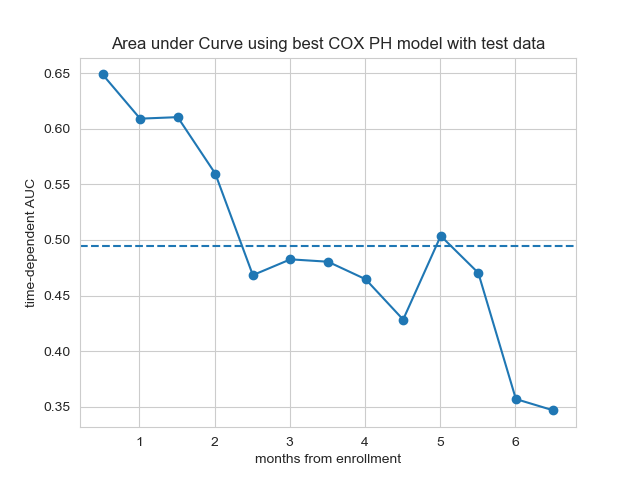 Area under Curve using best COX PH model with test data
time-dependent AUC
0.65
0.60
0.55
0.50
0.45
0.40
0.35
1 2 3 4 5 6
months from enrollment